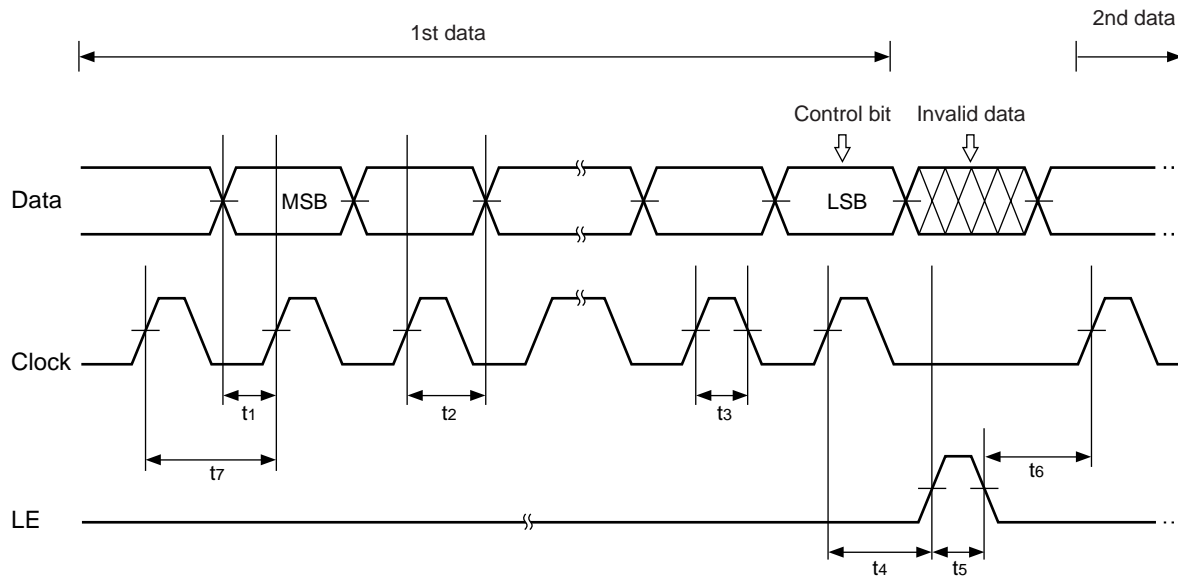 1st data
2nd data
Control bit
Invalid data
Data
MSB
LSB
Clock
t1
t2
t3
t7
t6
LE
t4
t5